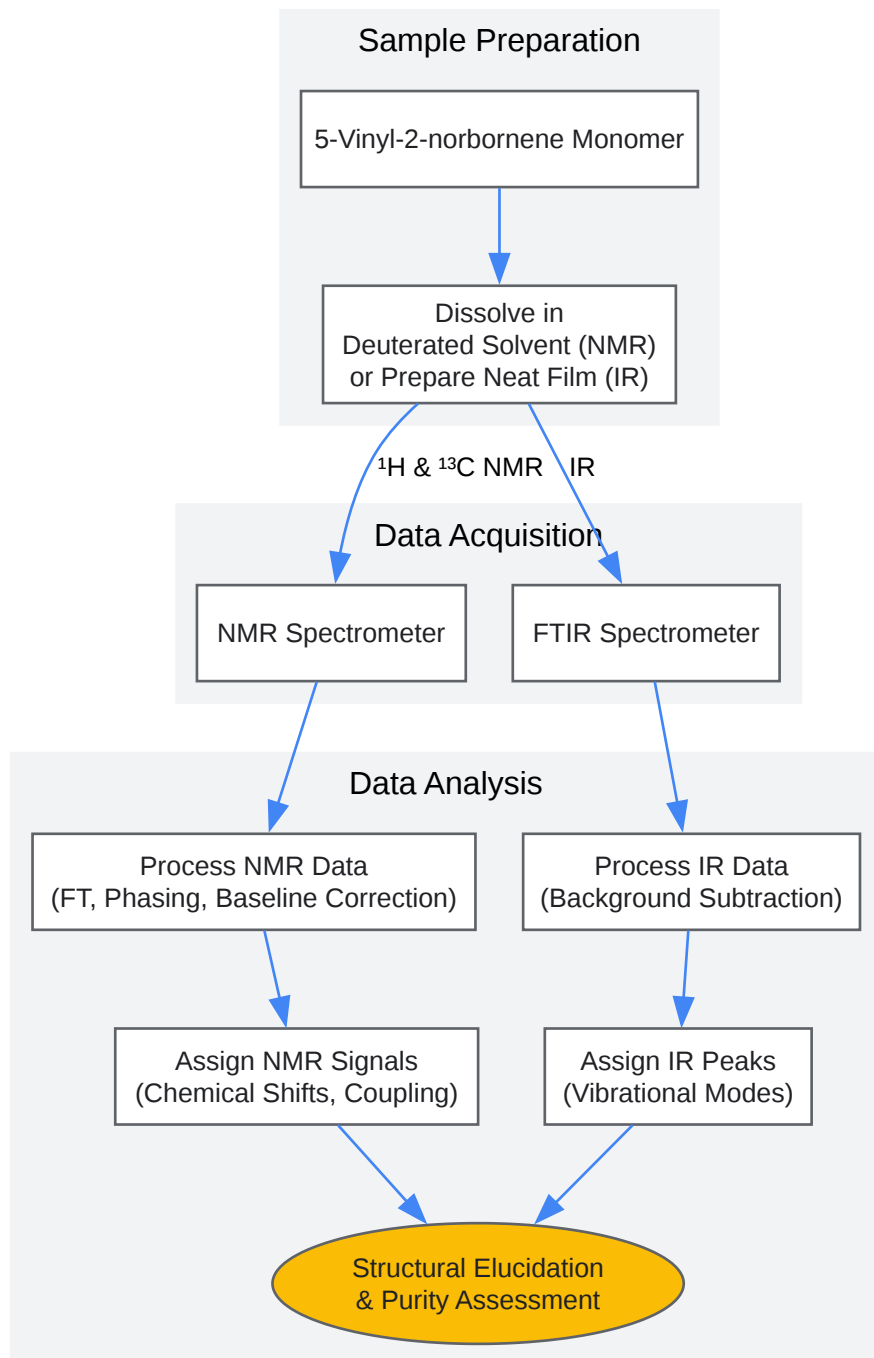 Sample Preparation
5-Vinyl-2-norbornene Monomer
Dissolve in
Deuterated Solvent (NMR)
or Prepare Neat Film (IR)
¹H & ¹³C NMR
IR
Data Acquisition
NMR Spectrometer
FTIR Spectrometer
Data Analysis
Process NMR Data
(FT, Phasing, Baseline Correction)
Process IR Data
(Background Subtraction)
Assign NMR Signals
(Chemical Shifts, Coupling)
Assign IR Peaks
(Vibrational Modes)
Structural Elucidation
& Purity Assessment